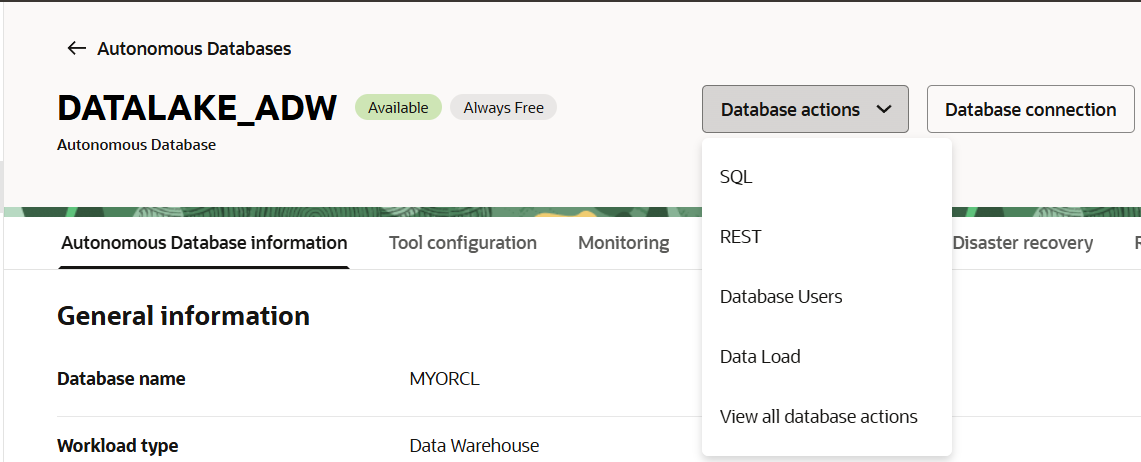 Autonomous Databases
DATALAKE_ADW Available Always Free Database actions Database connection
Autonomous Database
SQL
REST
Database Users
Data Load
View all database actions
Autonomous Database information Tool configuration Monitoring Disaster recovery R
General information
Database name MYORCL
Workload type Data Warehouse